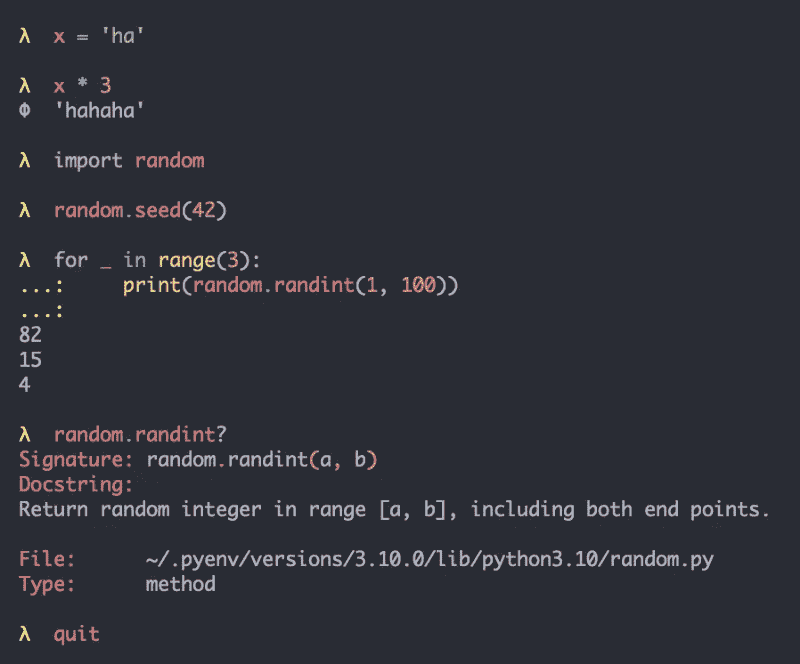 λ  x = 'ha'
λ  x * 3
Φ  'hahaha'
λ  import random
λ  random.seed(42)
λ  for _ in range(3):
...:     print(random.randint(1, 100))
...:
82
15
4
λ  random.randint?
Signature: random.randint(a, b)
Docstring:
Return random integer in range [a, b], including both end points.
File:      ~/.pyenv/versions/3.10.0/lib/python3.10/random.py
Type:      method
λ  quit